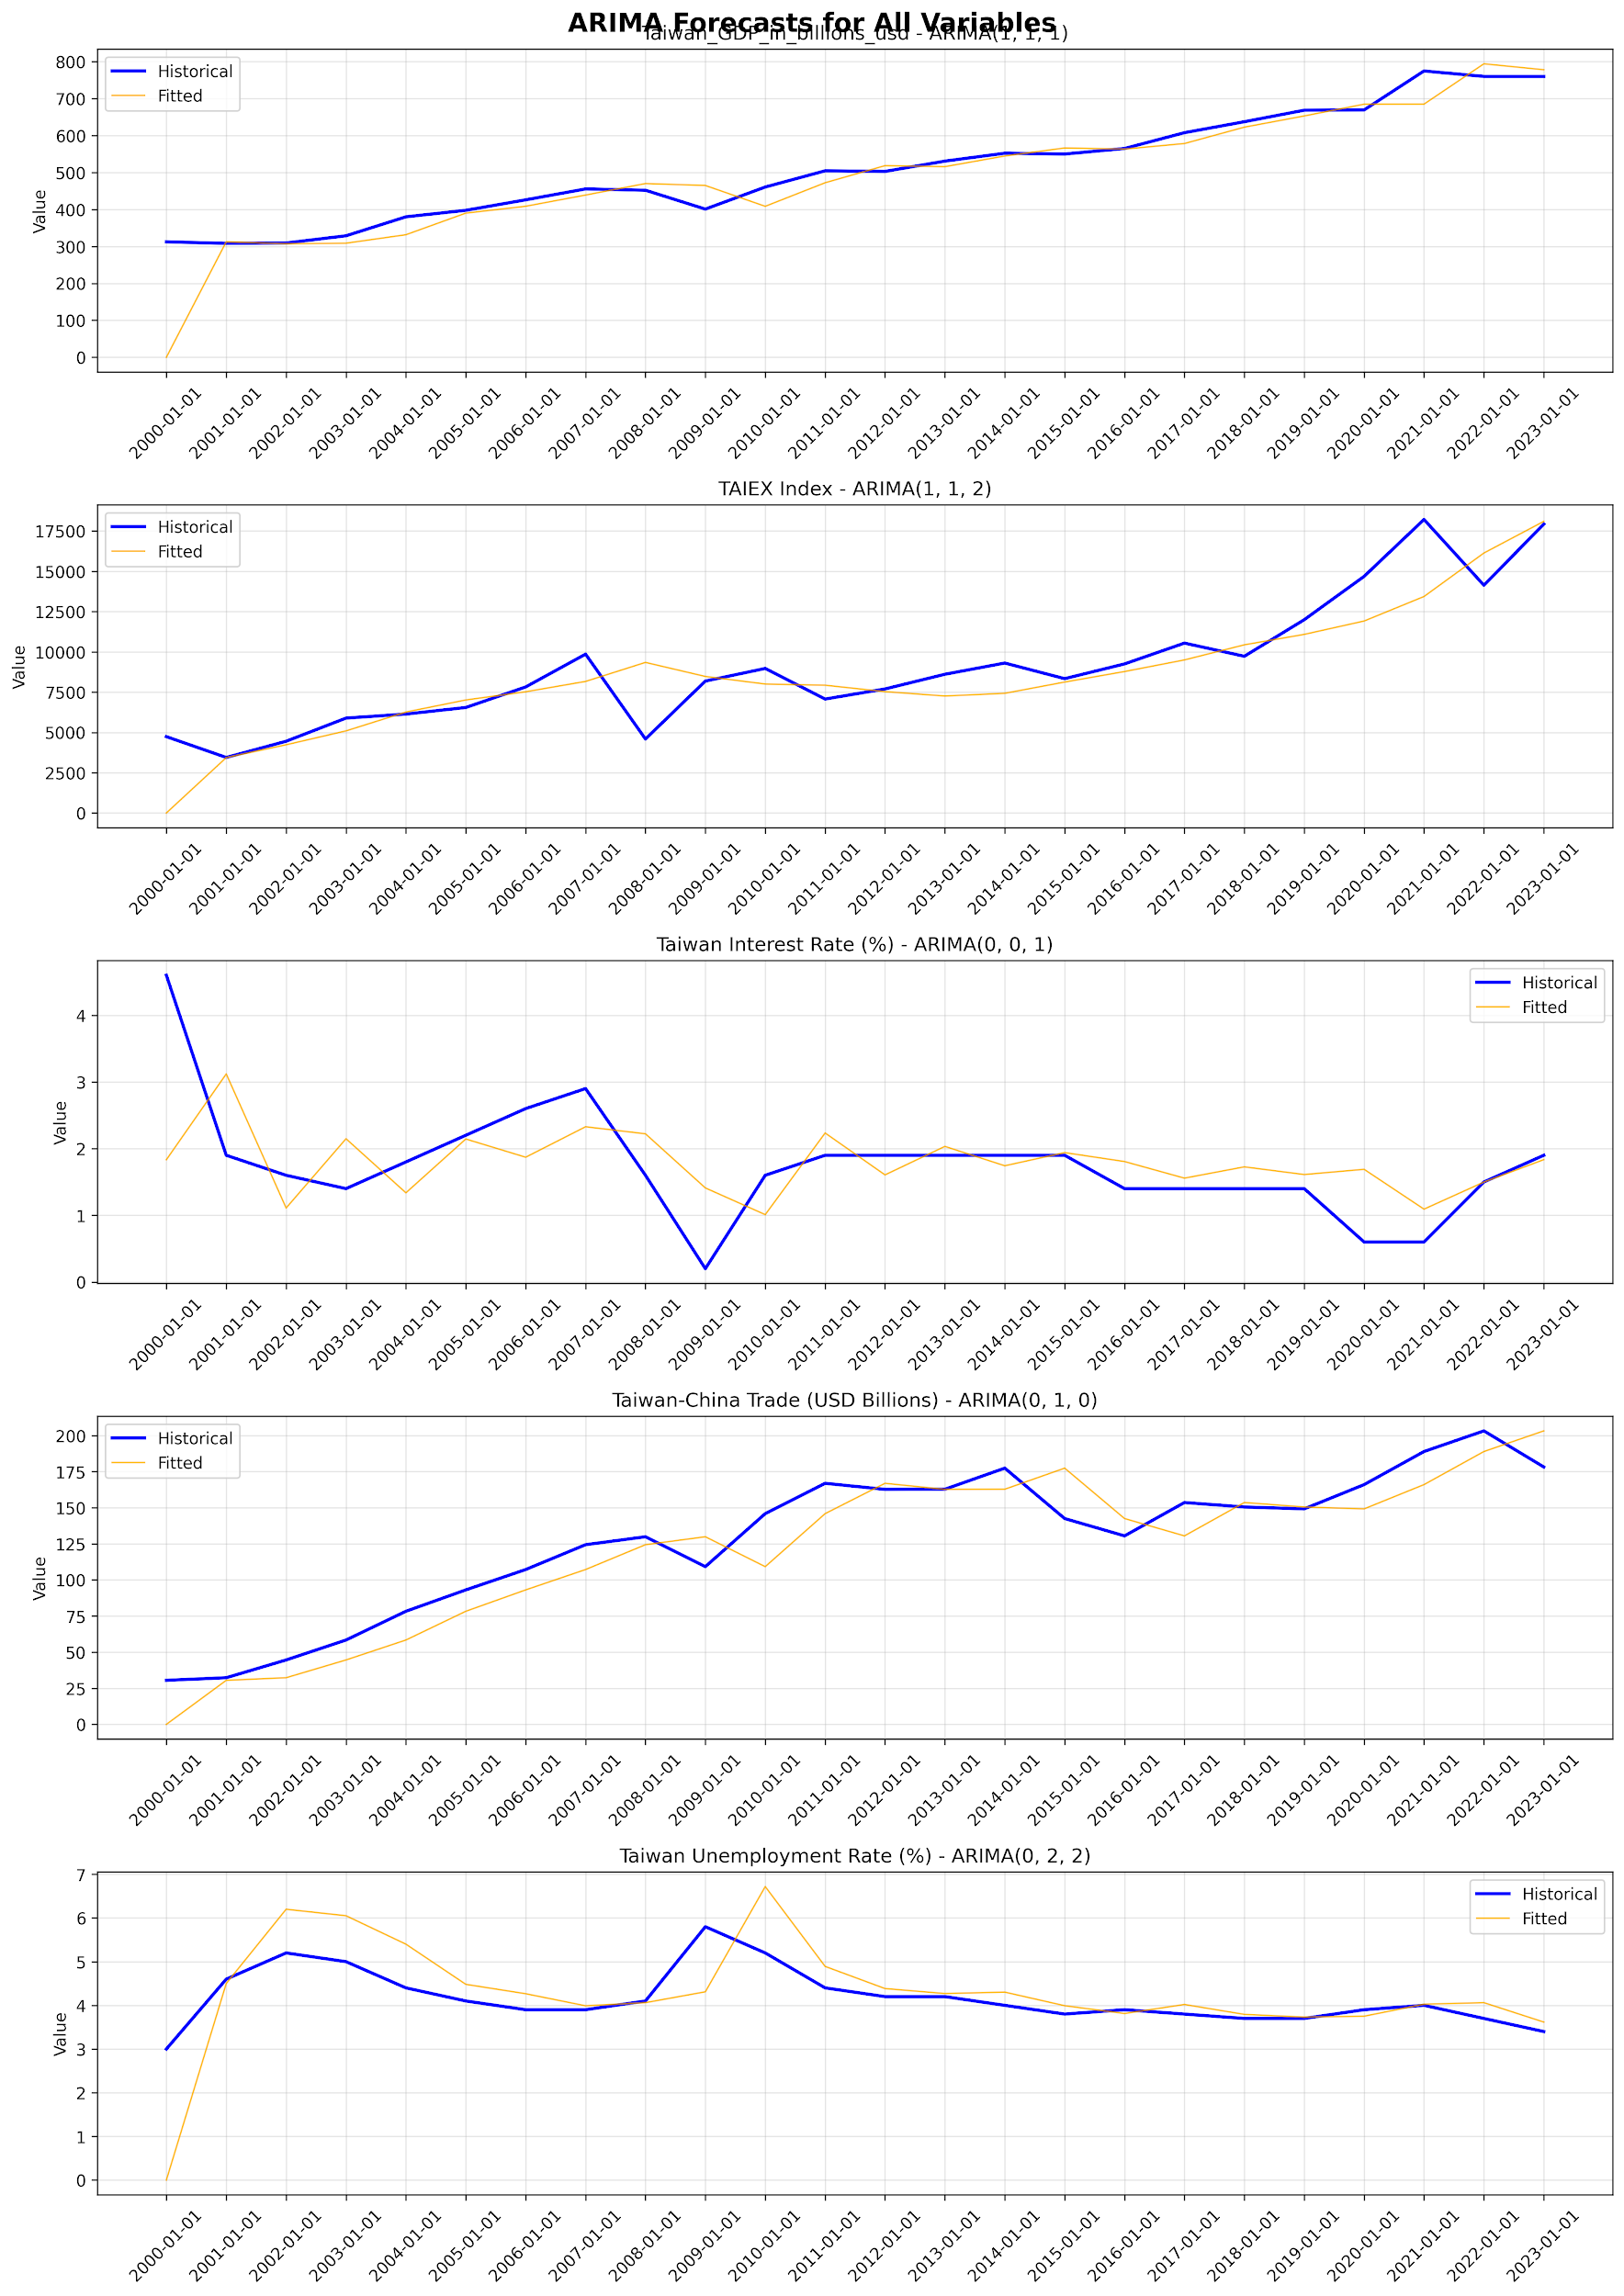 ARIMA Forecasts for All Variables
Taiwan_GDP_in_billions_usd - ARIMA(1, 1, 1)
Historical
Fitted
Value
800
700
600
500
400
300
200
100
0
2000-01-01 2001-01-01 2002-01-01 2003-01-01 2004-01-01 2005-01-01 2006-01-01 2007-01-01 2008-01-01 2009-01-01 2010-01-01 2011-01-01 2012-01-01 2013-01-01 2014-01-01 2015-01-01 2016-01-01 2017-01-01 2018-01-01 2019-01-01 2020-01-01 2021-01-01 2022-01-01 2023-01-01
TAIEX Index - ARIMA(1, 1, 2)
Historical
Fitted
Value
17500
15000
12500
10000
7500
5000
2500
0
2000-01-01 2001-01-01 2002-01-01 2003-01-01 2004-01-01 2005-01-01 2006-01-01 2007-01-01 2008-01-01 2009-01-01 2010-01-01 2011-01-01 2012-01-01 2013-01-01 2014-01-01 2015-01-01 2016-01-01 2017-01-01 2018-01-01 2019-01-01 2020-01-01 2021-01-01 2022-01-01 2023-01-01
Taiwan Interest Rate (%) - ARIMA(0, 0, 1)
Historical
Fitted
Value
4
3
2
1
0
2000-01-01 2001-01-01 2002-01-01 2003-01-01 2004-01-01 2005-01-01 2006-01-01 2007-01-01 2008-01-01 2009-01-01 2010-01-01 2011-01-01 2012-01-01 2013-01-01 2014-01-01 2015-01-01 2016-01-01 2017-01-01 2018-01-01 2019-01-01 2020-01-01 2021-01-01 2022-01-01 2023-01-01
Taiwan-China Trade (USD Billions) - ARIMA(0, 1, 0)
Historical
Fitted
Value
200
175
150
125
100
75
50
25
0
2000-01-01 2001-01-01 2002-01-01 2003-01-01 2004-01-01 2005-01-01 2006-01-01 2007-01-01 2008-01-01 2009-01-01 2010-01-01 2011-01-01 2012-01-01 2013-01-01 2014-01-01 2015-01-01 2016-01-01 2017-01-01 2018-01-01 2019-01-01 2020-01-01 2021-01-01 2022-01-01 2023-01-01
Taiwan Unemployment Rate (%) - ARIMA(0, 2, 2)
Historical
Fitted
Value
7
6
5
4
3
2
1
0
2000-01-01 2001-01-01 2002-01-01 2003-01-01 2004-01-01 2005-01-01 2006-01-01 2007-01-01 2008-01-01 2009-01-01 2010-01-01 2011-01-01 2012-01-01 2013-01-01 2014-01-01 2015-01-01 2016-01-01 2017-01-01 2018-01-01 2019-01-01 2020-01-01 2021-01-01 2022-01-01 2023-01-01